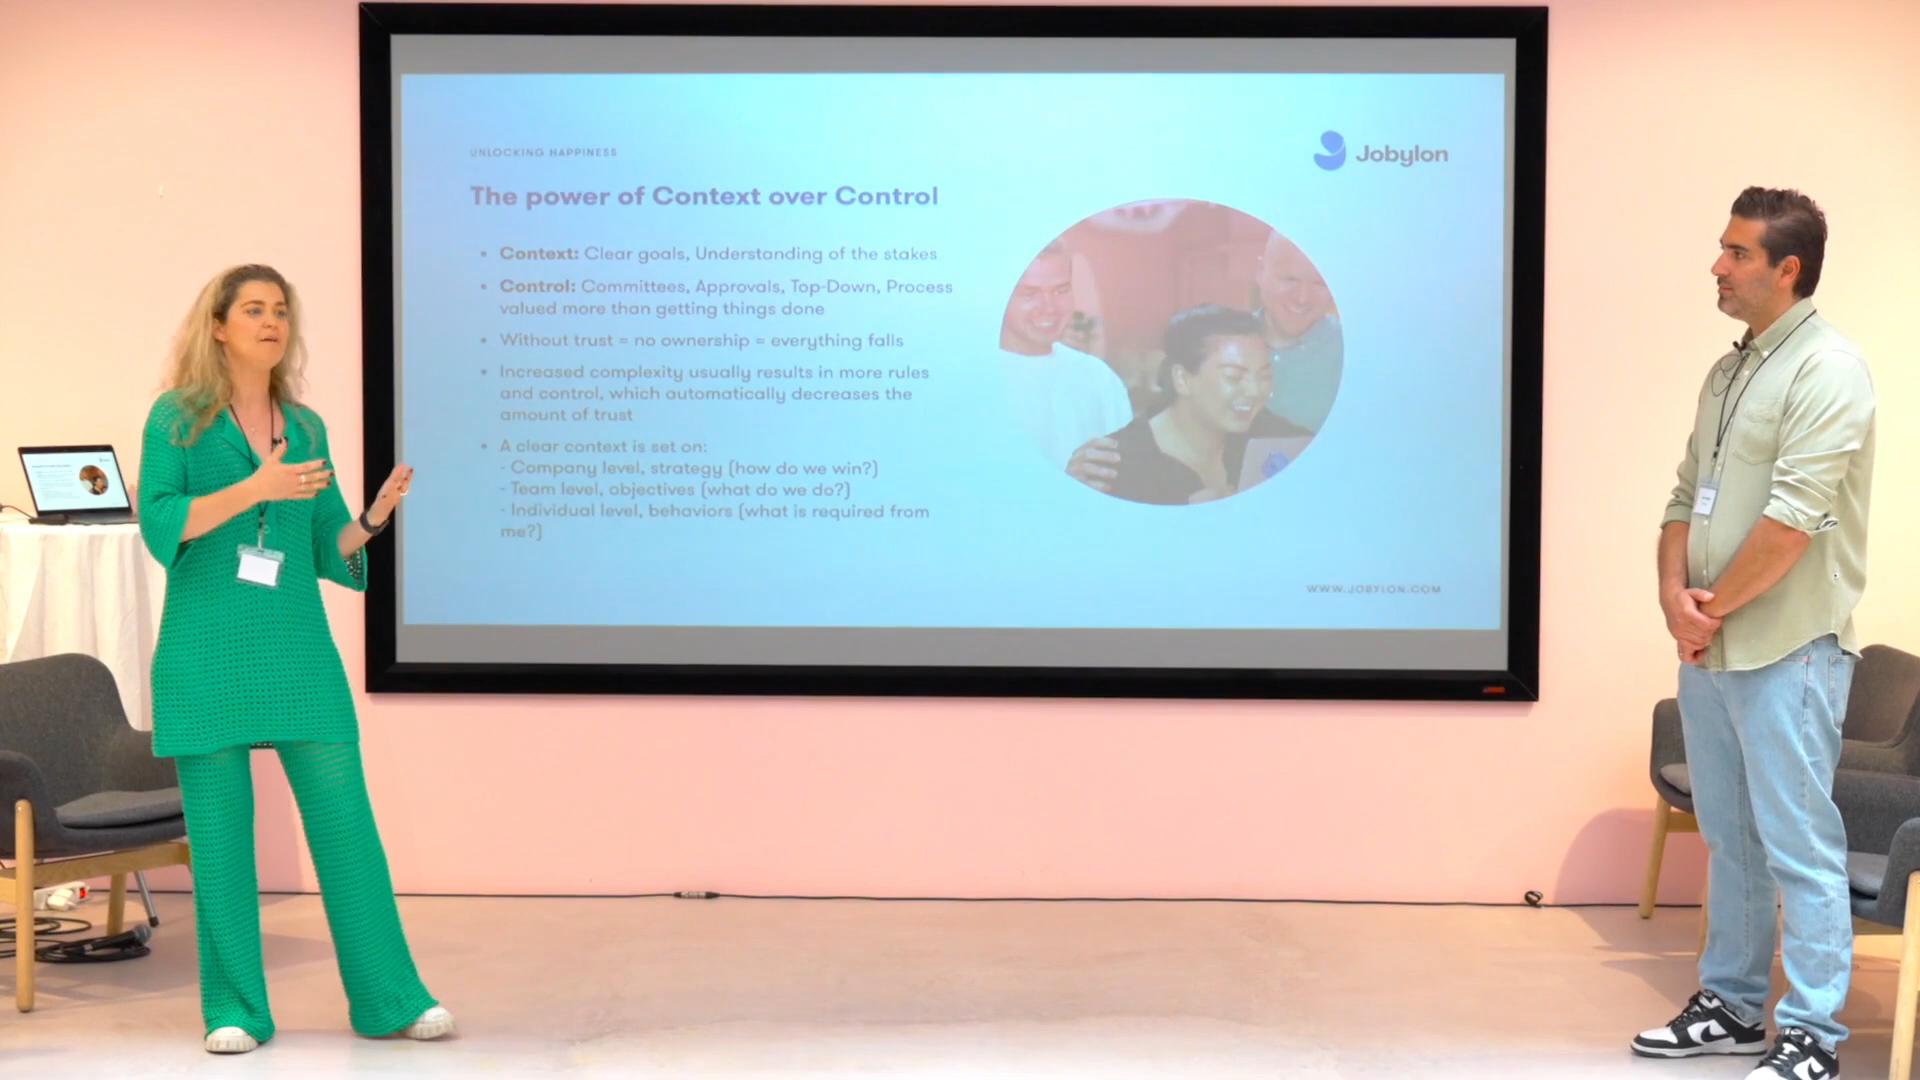 UNLOCKING HAPPINESS
Jobylon
The power of Context over Control
• Context: Clear goals, Understanding of the stakes
• Control: Committees, Approvals, Top-Down, Process
valued more than getting things done
• Without trust = no ownership = everything falls
• Increased complexity usually results in more rules
and control, which automatically decreases the
amount of trust
• A clear context is set on:
- Company level, strategy (how do we win?)
- Team level, objectives (what do we do?)
- Individual level, behaviors (what is required from
me?)
WWW.JOBYLON.COM